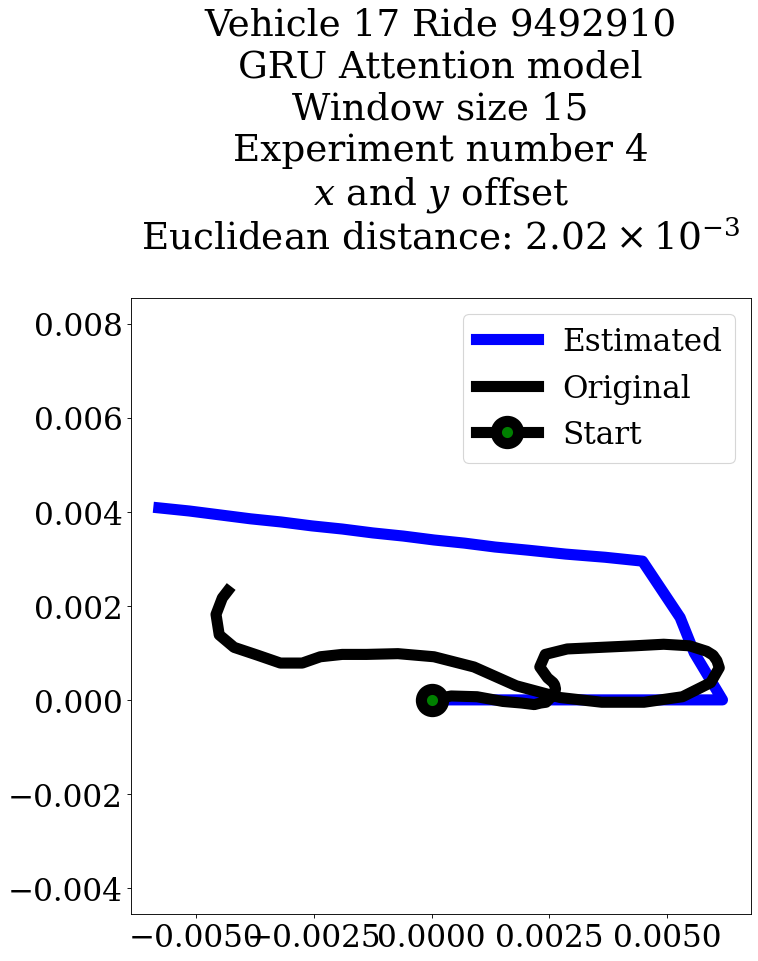 Vehicle 17 Ride 9492910
GRU Attention model
Window size 15
Experiment number 4
x and y offset
Euclidean distance: 2.02 × 10⁻³
Estimated
Original
Start
0.008
0.006
0.004
0.002
0.000
−0.002
−0.004
−0.0050 −0.0025 0.0000 0.0025 0.0050